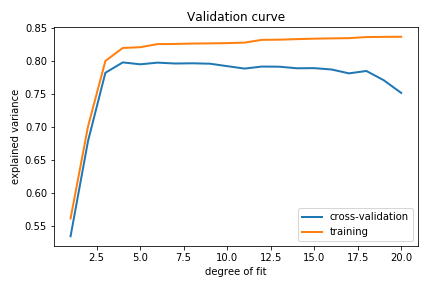 Validation curve
0.85
0.80
0.75
0.70
0.65
0.60
0.55
explained variance
cross-validation
training
2.5 5.0 7.5 10.0 12.5 15.0 17.5 20.0
degree of fit